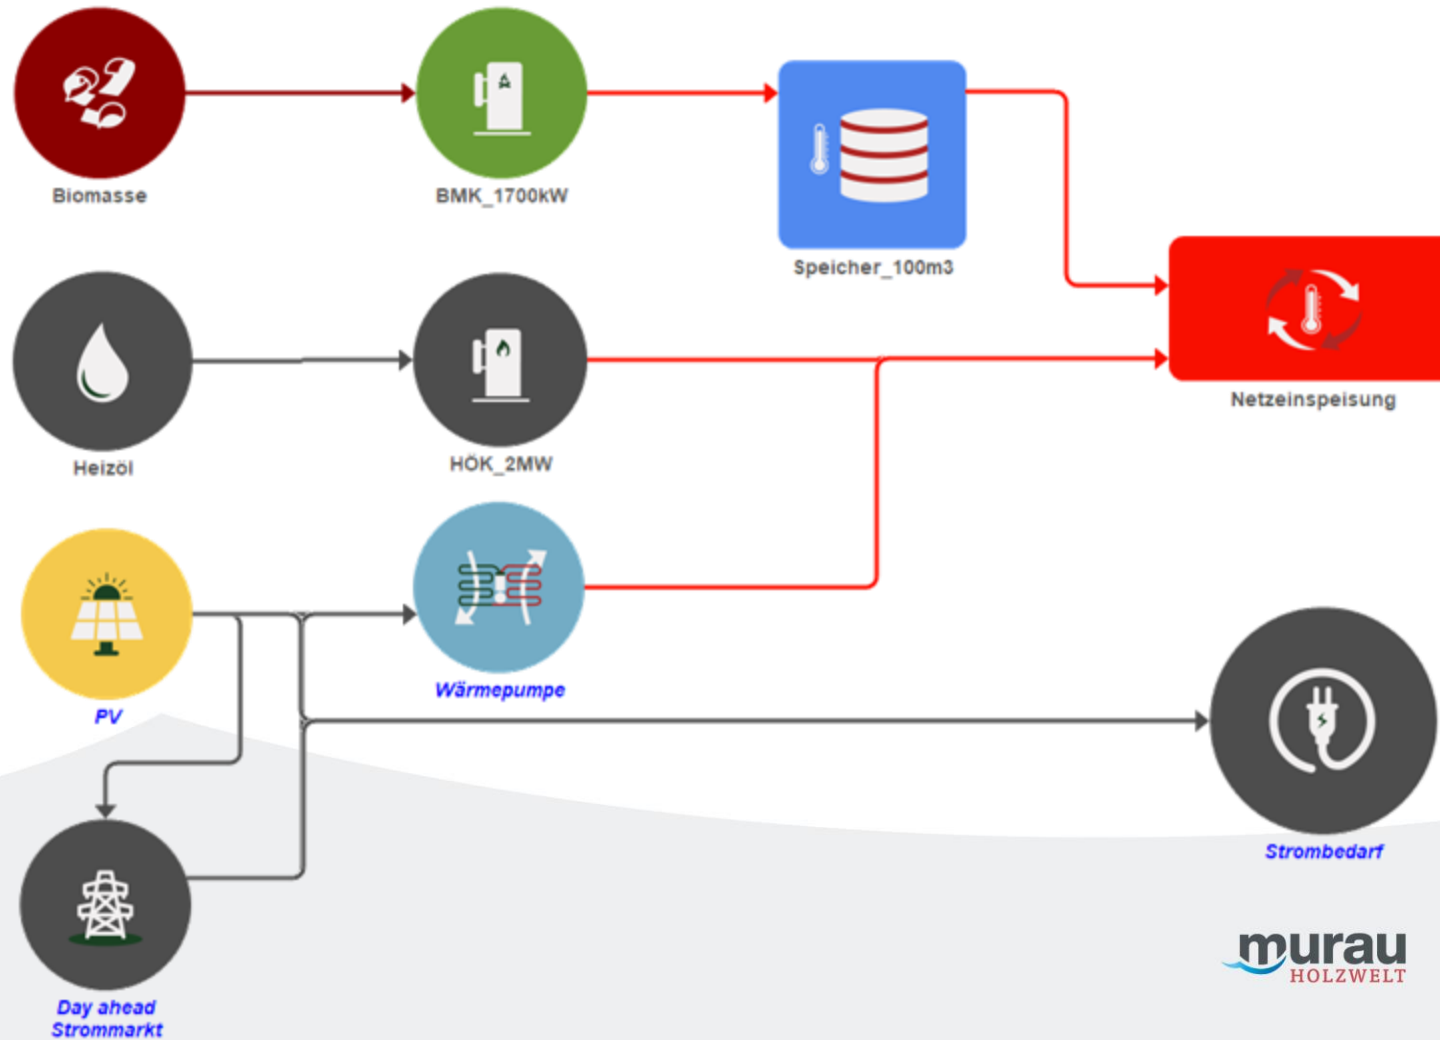 Biomasse
BMK_1700kW
Speicher_100m3
Heizöl
HÖK_2MW
Netzeinspeisung
PV
Wärmepumpe
Strombedarf
Day ahead
Strommarkt
murau
HOLZWELT